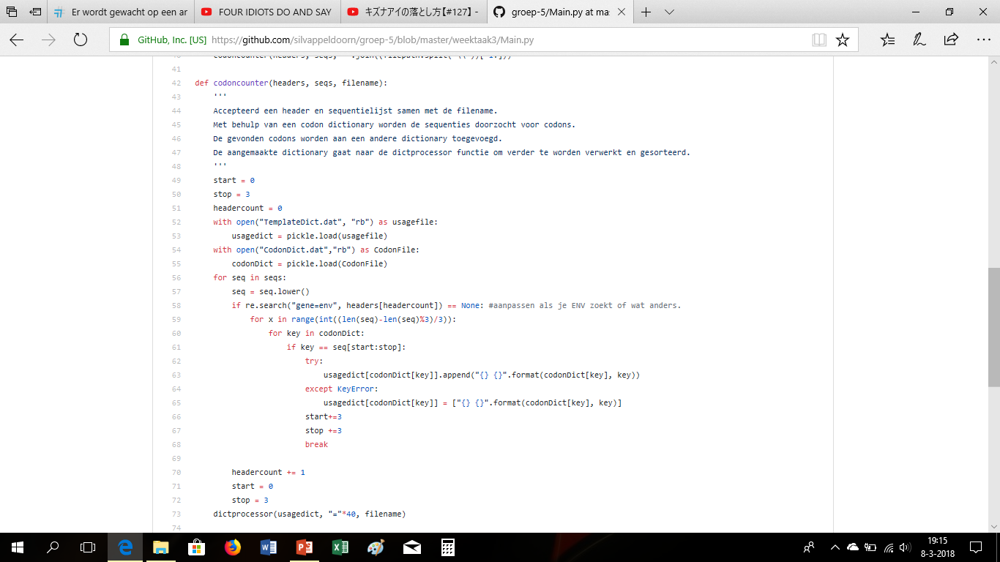 Er wordt gewacht op een ar
FOUR IDIOTS DO AND SAY
キズナアイの落とし方【#127】 -
groep-5/Main.py at mas
GitHub, Inc. [US] https://github.com/silvappeldoorn/groep-5/blob/master/weektaak3/Main.py
41
42 def codoncounter(headers, seqs, filename):
43 '''
44 Accepteerd een header en sequentielijst samen met de filename.
45 Met behulp van een codon dictionary worden de sequenties doorzocht voor codons.
46 De gevonden codons worden aan een andere dictionary toegevoegd.
47 De aangemaakte dictionary gaat naar de dictprocessor functie om verder te worden verwerkt en gesorteerd.
48 '''
49 start = 0
50 stop = 3
51 headercount = 0
52 with open("TemplateDict.dat", "rb") as usagefile:
53 usagedict = pickle.load(usagefile)
54 with open("CodonDict.dat","rb") as CodonFile:
55 codonDict = pickle.load(CodonFile)
56 for seq in seqs:
57 seq = seq.lower()
58 if re.search("gene=env", headers[headercount]) == None: #aanpassen als je ENV zoekt of wat anders.
59 for x in range(int((len(seq)-len(seq)%3)/3)):
60 for key in codonDict:
61 if key == seq[start:stop]:
62 try:
63 usagedict[codonDict[key]].append("{} {}".format(codonDict[key], key))
64 except KeyError:
65 usagedict[codonDict[key]] = ["{} {}".format(codonDict[key], key)]
66 start+=3
67 stop +=3
68 break
69
70 headercount += 1
71 start = 0
72 stop = 3
73 dictprocessor(usagedict, "="*40, filename)
74
19:15
8-3-2018